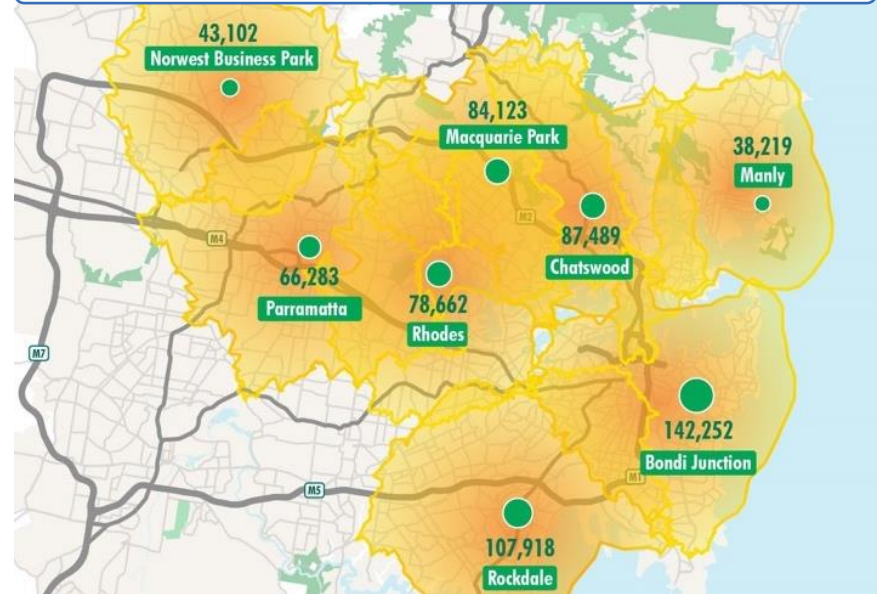 43,102
Norwest Business Park
84,123
Macquarie Park
38,219
Manly
M2
87,489
Chatswood
M4
66,283
Parramatta
78,662
Rhodes
M7
142,252
Bondi Junction
M1
M5
107,918
Rockdale